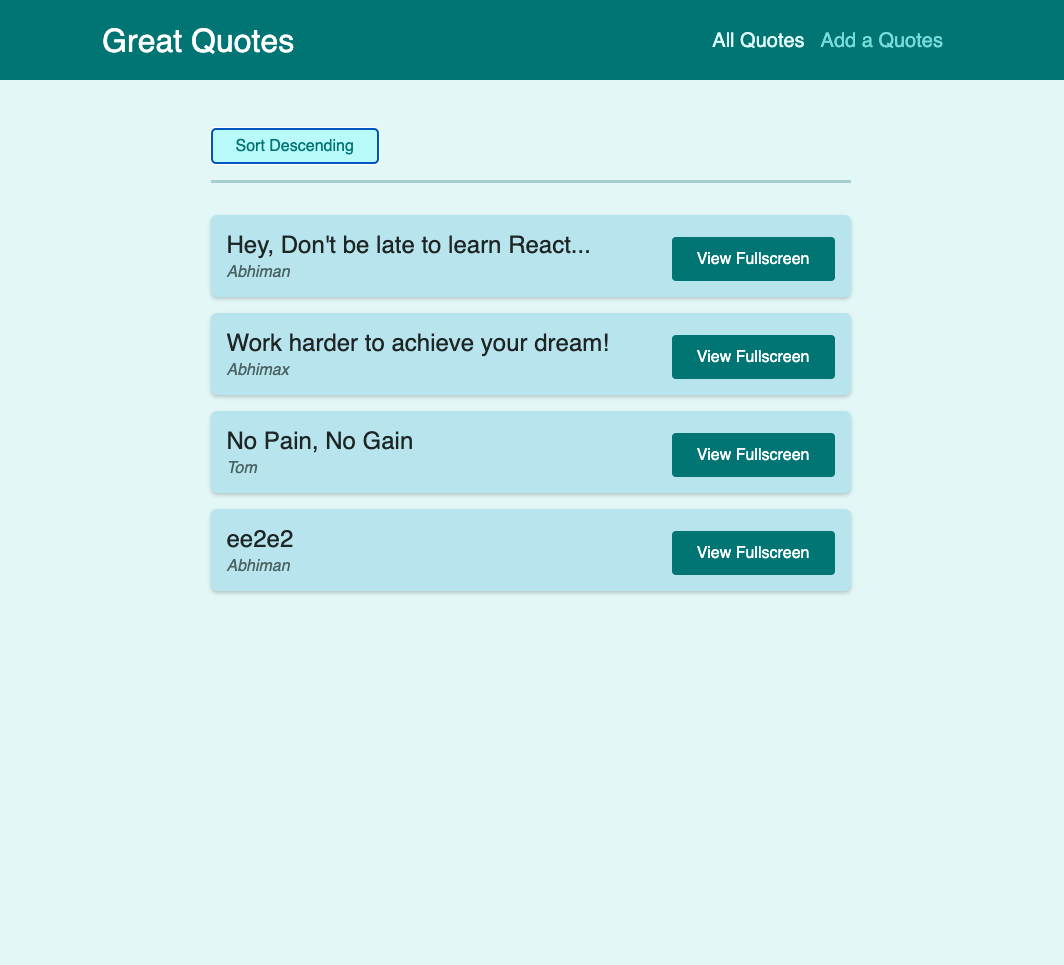 Great Quotes
All Quotes Add a Quotes
Sort Descending
Hey, Don't be late to learn React...
Abhiman
View Fullscreen
Work harder to achieve your dream!
Abhimax
View Fullscreen
No Pain, No Gain
Tom
View Fullscreen
ee2e2
Abhiman
View Fullscreen